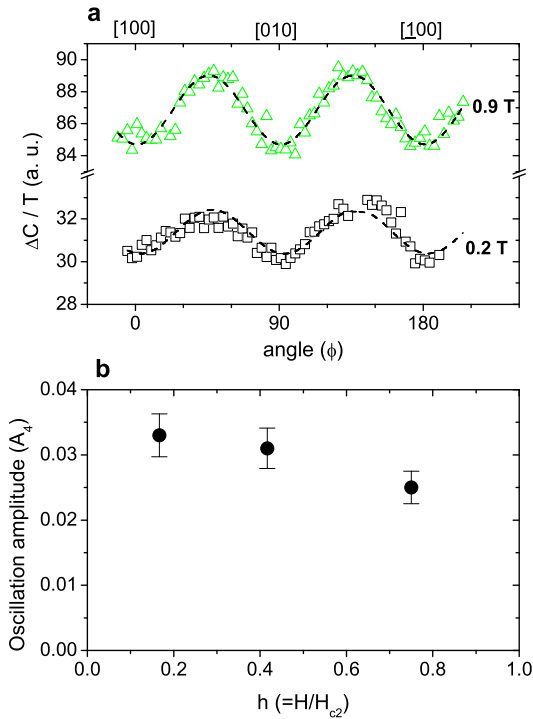 a
[100] [010] [100]
90
88
86
84
32
30
28
ΔC / T (a. u.)
0.9 T
0.2 T
0 90 180
angle (ϕ)
b
0.04
0.03
0.02
0.01
0.00
Oscillation amplitude (A₄)
0.0 0.2 0.4 0.6 0.8 1.0
h (=H/H_c2)